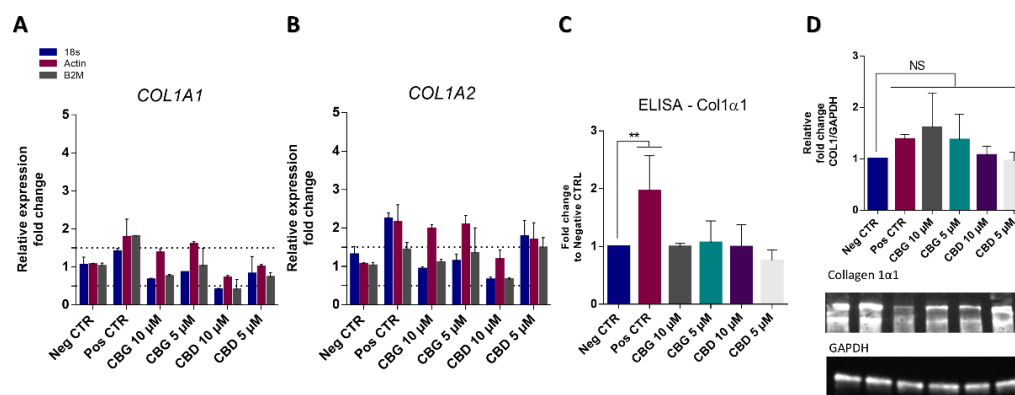 A
B
C
D
18s
Actin
B2M
COL1A1
Relative expression
fold change
5
4
3
2
1
0
Neg CTR
Pos CTR
CBG 10 µM
CBG 5 µM
CBD 10 µM
CBD 5 µM
COL1A2
Relative expression
fold change
5
4
3
2
1
0
Neg CTR
Pos CTR
CBG 10 µM
CBG 5 µM
CBD 10 µM
CBD 5 µM
ELISA - Col1α1
Fold change
to Negative CTRL
3
2
1
0
**
Neg CTR
Pos CTR
CBG 10 µM
CBG 5 µM
CBD 10 µM
CBD 5 µM
Relative
fold change
COL1/GAPDH
3
2
1
0
NS
Neg CTR
Pos CTR
CBG 10 µM
CBG 5 µM
CBD 10 µM
CBD 5 µM
Collagen 1α1
GAPDH